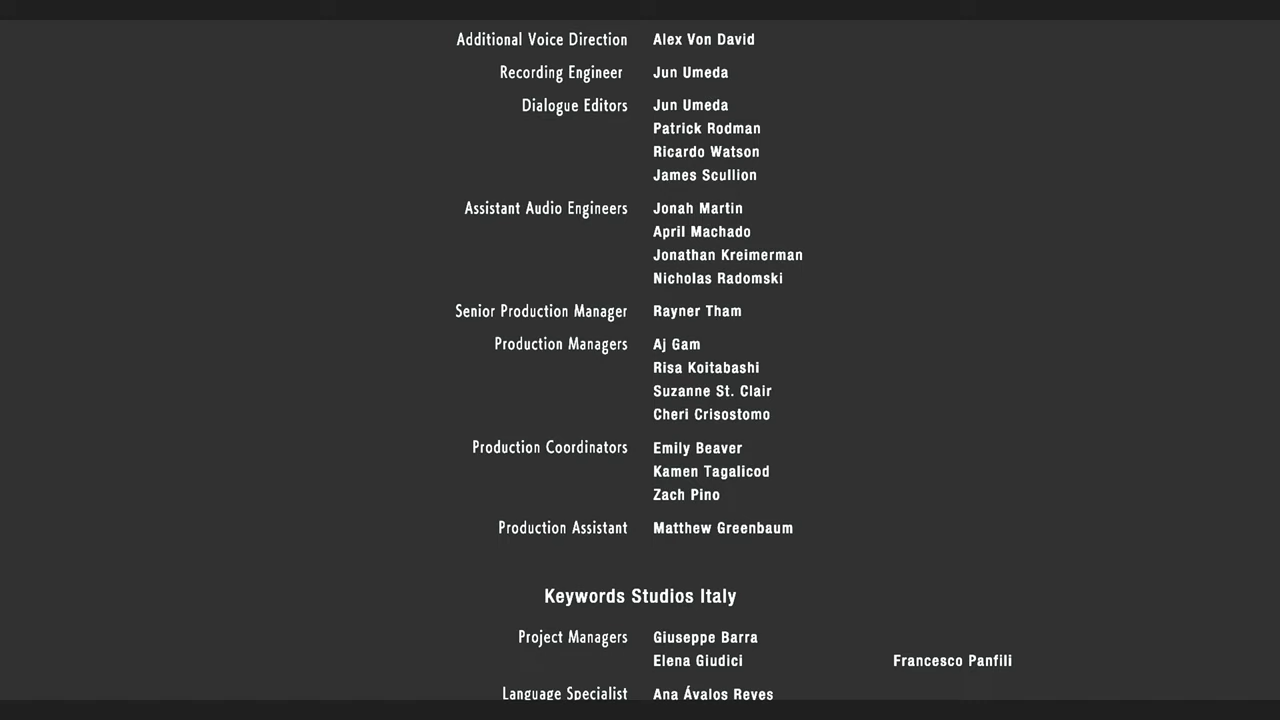 Additional Voice Direction Alex Von David
Recording Engineer Jun Umeda
Dialogue Editors Jun Umeda
Patrick Rodman
Ricardo Watson
James Scullion
Assistant Audio Engineers Jonah Martin
April Machado
Jonathan Kreimerman
Nicholas Radomski
Senior Production Manager Rayner Tham
Production Managers Aj Gam
Risa Koitabashi
Suzanne St. Clair
Cheri Crisostomo
Production Coordinators Emily Beaver
Kamen Tagalicod
Zach Pino
Production Assistant Matthew Greenbaum
Keywords Studios Italy
Project Managers Giuseppe Barra
Elena Giudici Francesco Panfili
Language Specialist Ana Ávalos Reyes